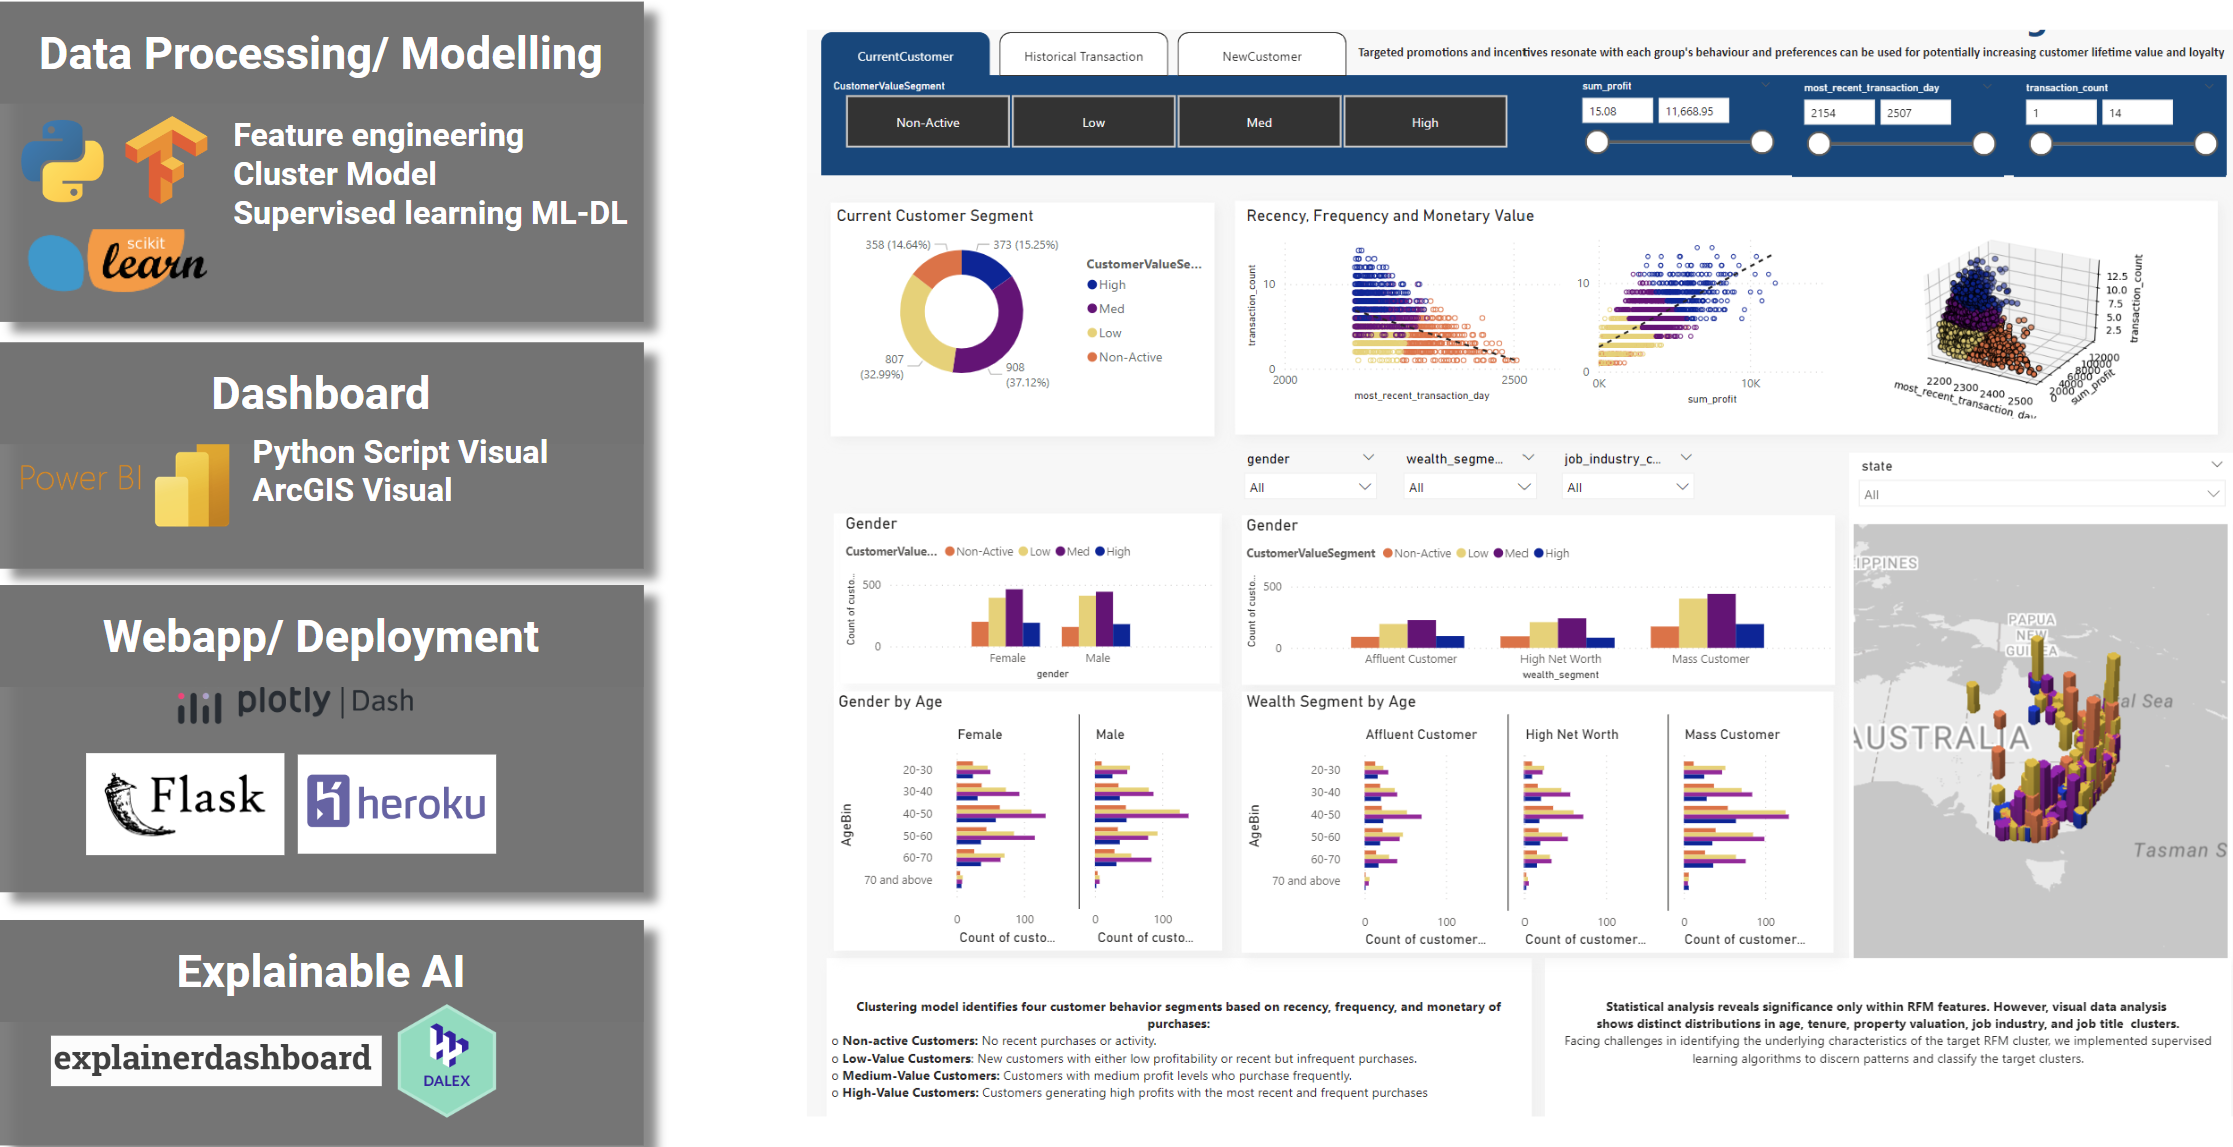 Data Processing/ Modelling
Feature engineering
Cluster Model
Supervised learning ML-DL
scikit
learn
Dashboard
Power BI
Python Script Visual
ArcGIS Visual
Webapp/ Deployment
plotly | Dash
Flask
heroku
Explainable AI
explainerdashboard
DALEX
CurrentCustomer
Historical Transaction
NewCustomer
Targeted promotions and incentives resonate with each group's behaviour and preferences can be used for potentially increasing customer lifetime value and loyalty
CustomerValueSegment
Non-Active
Low
Med
High
sum_profit
15.08
11,668.95
most_recent_transaction_day
2154
2507
transaction_count
1
14
Current Customer Segment
358 (14.64%)
373 (15.25%)
807
(32.99%)
908
(37.12%)
CustomerValueSe...
High
Med
Low
Non-Active
Recency, Frequency and Monetary Value
transaction_count
10
0
2000
2500
most_recent_transaction_day
10
0
0K
10K
sum_profit
12.5
10.0
7.5
5.0
2.5
transaction_count
12000
10000
8000
6000
4000
2000
0
sum_profit
2200
2300
2400
2500
most_recent_transaction_day
gender
All
wealth_segme...
All
job_industry_c...
All
state
All
Gender
CustomerValue...
Non-Active
Low
Med
High
Count of custo...
500
0
Female
Male
gender
Gender
CustomerValueSegment
Non-Active
Low
Med
High
Count of custo...
500
0
Affluent Customer
High Net Worth
Mass Customer
wealth_segment
Gender by Age
Female
Male
AgeBin
20-30
30-40
40-50
50-60
60-70
70 and above
0
100
0
100
Count of custo...
Count of custo...
Wealth Segment by Age
Affluent Customer
High Net Worth
Mass Customer
AgeBin
20-30
30-40
40-50
50-60
60-70
70 and above
0
100
0
100
0
100
Count of customer...
Count of customer...
Count of customer...
IPPINES
PAPUA
NEW
GUINEA
al Sea
AUSTRALIA
Tasman S
Clustering model identifies four customer behavior segments based on recency, frequency, and monetary of
purchases:
o Non-active Customers: No recent purchases or activity.
o Low-Value Customers: New customers with either low profitability or recent but infrequent purchases.
o Medium-Value Customers: Customers with medium profit levels who purchase frequently.
o High-Value Customers: Customers generating high profits with the most recent and frequent purchases
Statistical analysis reveals significance only within RFM features. However, visual data analysis
shows distinct distributions in age, tenure, property valuation, job industry, and job title clusters.
Facing challenges in identifying the underlying characteristics of the target RFM cluster, we implemented supervised
learning algorithms to discern patterns and classify the target clusters.